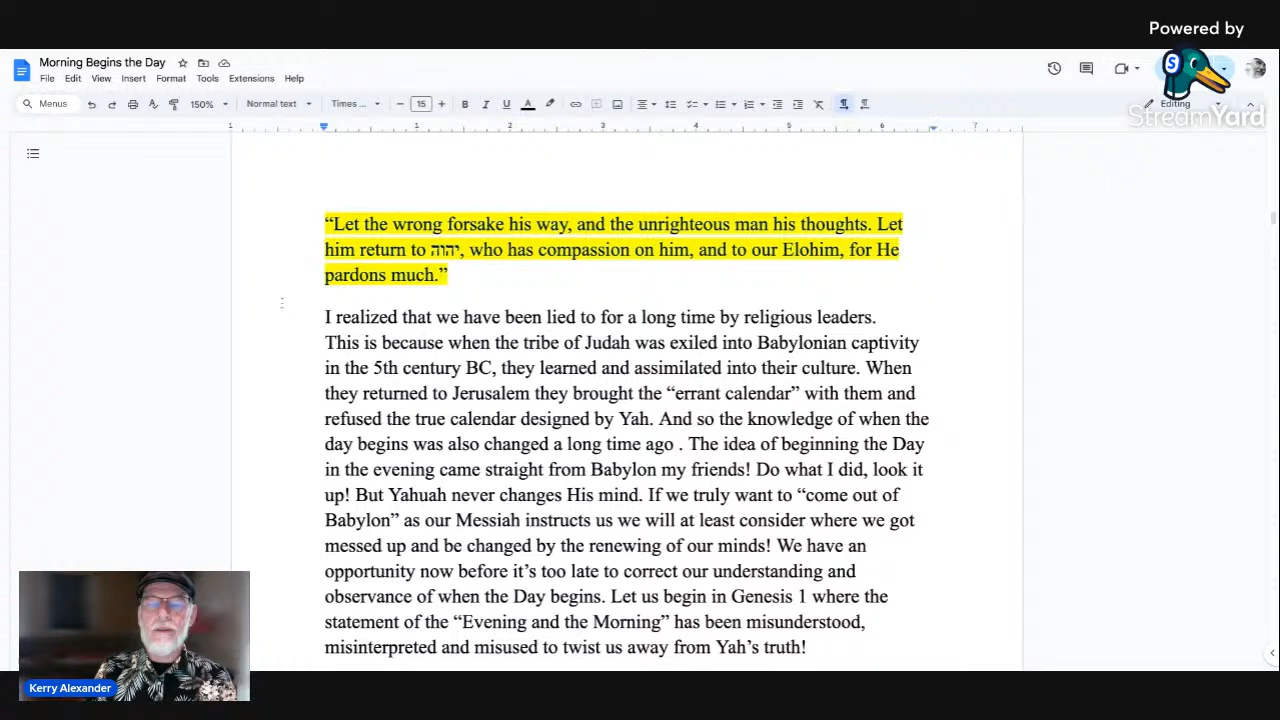 Powered by
StreamYard
Morning Begins the Day
File Edit View Insert Format Tools Extensions Help
Menus 150% Normal text Times ... 15 Editing
1 1 2 3 4 5 6 7
“Let the wrong forsake his way, and the unrighteous man his thoughts. Let
him return to יהוה, who has compassion on him, and to our Elohim, for He
pardons much.”
I realized that we have been lied to for a long time by religious leaders.
This is because when the tribe of Judah was exiled into Babylonian captivity
in the 5th century BC, they learned and assimilated into their culture. When
they returned to Jerusalem they brought the “errant calendar” with them and
refused the true calendar designed by Yah. And so the knowledge of when the
day begins was also changed a long time ago . The idea of beginning the Day
in the evening came straight from Babylon my friends! Do what I did, look it
up! But Yahuah never changes His mind. If we truly want to “come out of
Babylon” as our Messiah instructs us we will at least consider where we got
messed up and be changed by the renewing of our minds! We have an
opportunity now before it’s too late to correct our understanding and
observance of when the Day begins. Let us begin in Genesis 1 where the
statement of the “Evening and the Morning” has been misunderstood,
misinterpreted and misused to twist us away from Yah’s truth!
Kerry Alexander